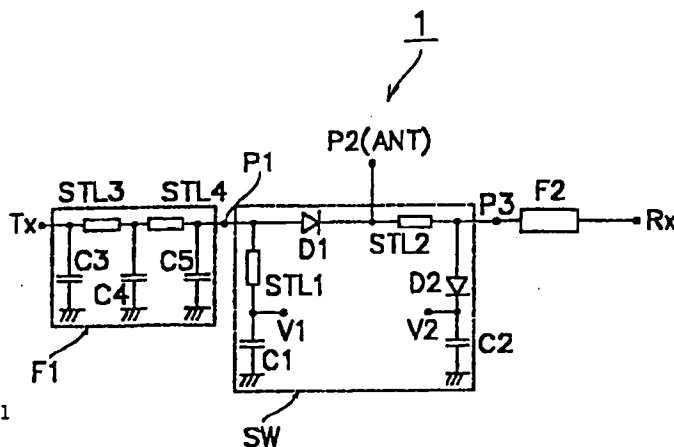 1
P2(ANT)
P1
STL3
STL4
P3
F2
Tx
Rx
D1
STL2
C3
C5
C4
STL1
D2
V1
V2
C1
C2
F1
SW
1